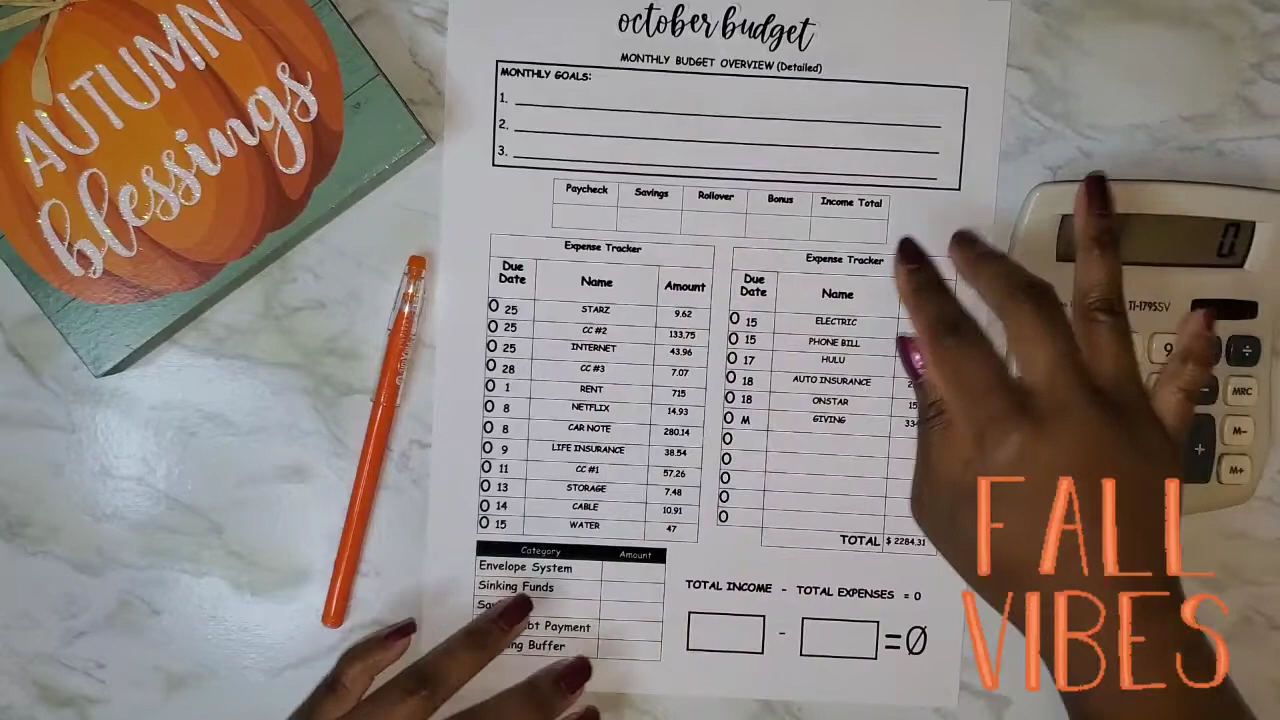 AUTUMN
blessings
october budget
MONTHLY BUDGET OVERVIEW (Detailed)
MONTHLY GOALS:
1.
2.
3.
Paycheck Savings Rollover Bonus Income Total
Expense Tracker
Due Date Name Amount
O 25 STARZ 9.62
O 25 CC #2 133.75
O 25 INTERNET 43.96
O 28 CC #3 7.07
O 1 RENT 715
O 8 NETFLIX 14.93
O 8 CAR NOTE 280.14
O 9 LIFE INSURANCE 38.54
O 11 CC #1 57.26
O 13 STORAGE 7.48
O 14 CABLE 10.91
O 15 WATER 47
Expense Tracker
Due Date Name
O 15 ELECTRIC
O 15 PHONE BILL
O 17 HULU
O 18 AUTO INSURANCE
O 18 ONSTAR
O M GIVING
O
O
O
O
O
TOTAL $ 2284.31
Category Amount
Envelope System
Sinking Funds
Payment
Buffer
TOTAL INCOME - TOTAL EXPENSES = 0
- =Ø
0
TI-1795SV
9 ÷
MRC
M-
+ M+
FALL
VIBES